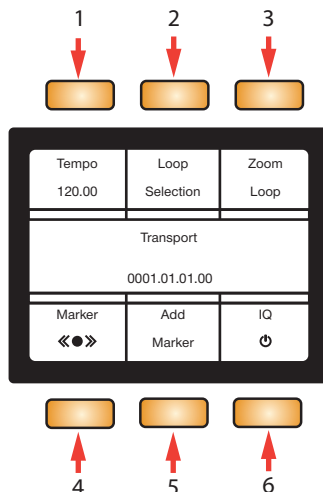 1 2 3
Tempo Loop Zoom
120.00 Selection Loop
Transport
0001.01.01.00
Marker Add IQ
Marker
4 5 6